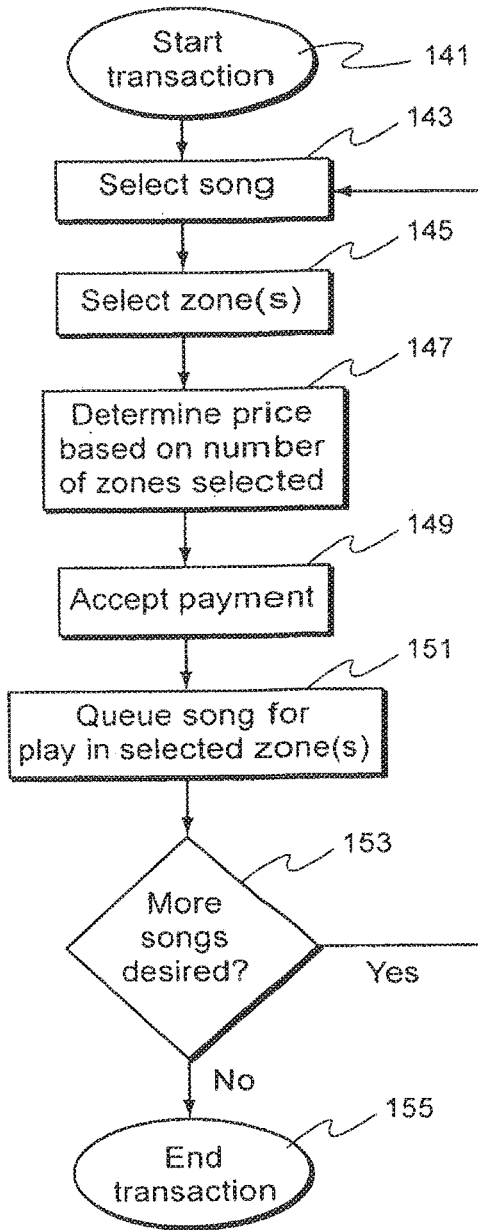 Start
transaction
141
143
Select song
145
Select zone(s)
147
Determine price
based on number
of zones selected
149
Accept payment
151
Queue song for
play in selected zone(s)
153
More
songs
desired?
Yes
No
155
End
transaction